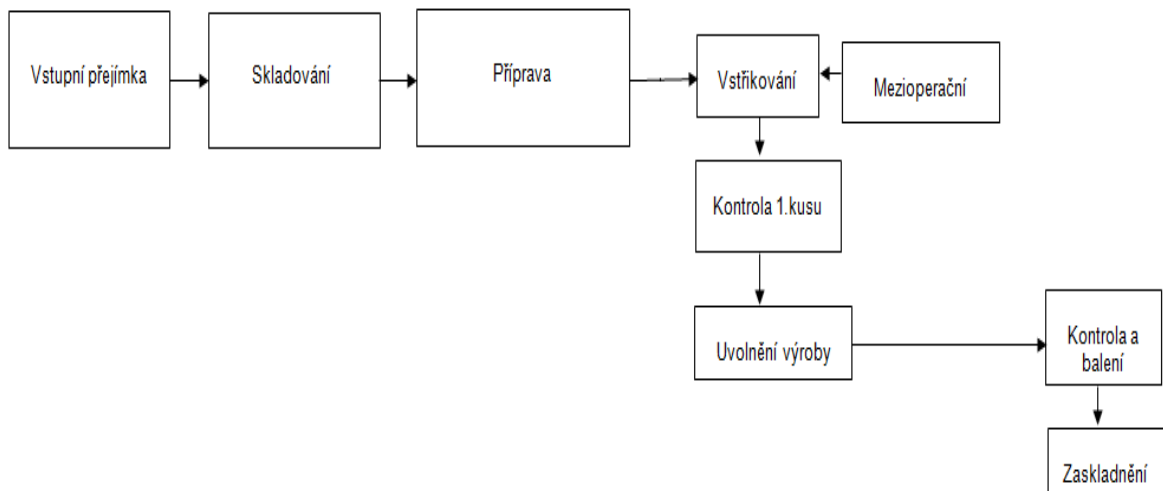 Vstupní přejímka
Skladování
Příprava
Vstřikování
Mezioperační
Kontrola 1.kusu
Uvolnění výroby
Kontrola a
balení
Zaskladnění